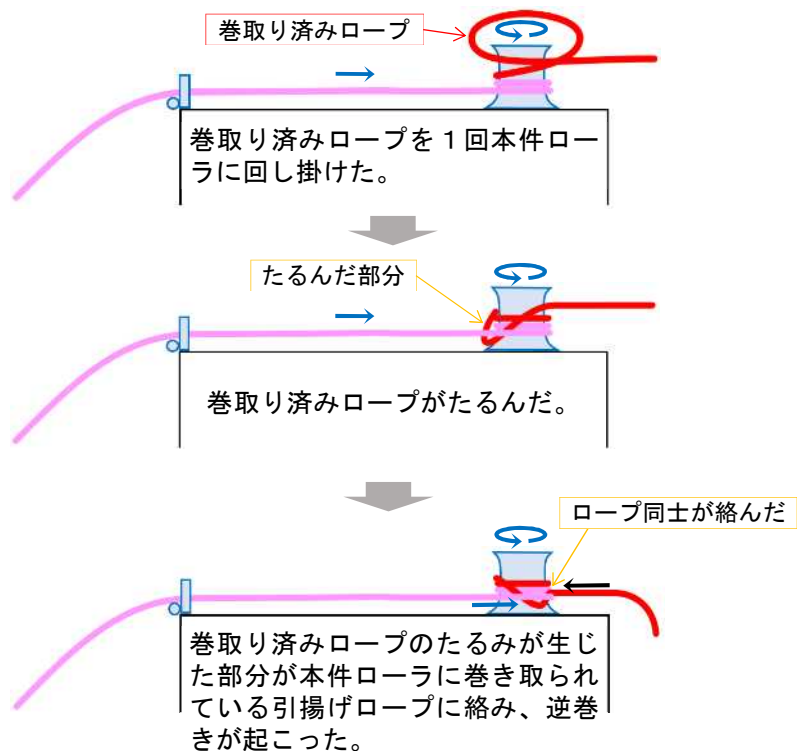 巻取り済みロープ
巻取り済みロープを１回本件ロー
ラに回し掛けた。
たるんだ部分
巻取り済みロープがたるんだ。
ロープ同士が絡んだ
巻取り済みロープのたるみが生じ
た部分が本件ローラに巻き取られ
ている引揚げロープに絡み、逆巻
きが起こった。